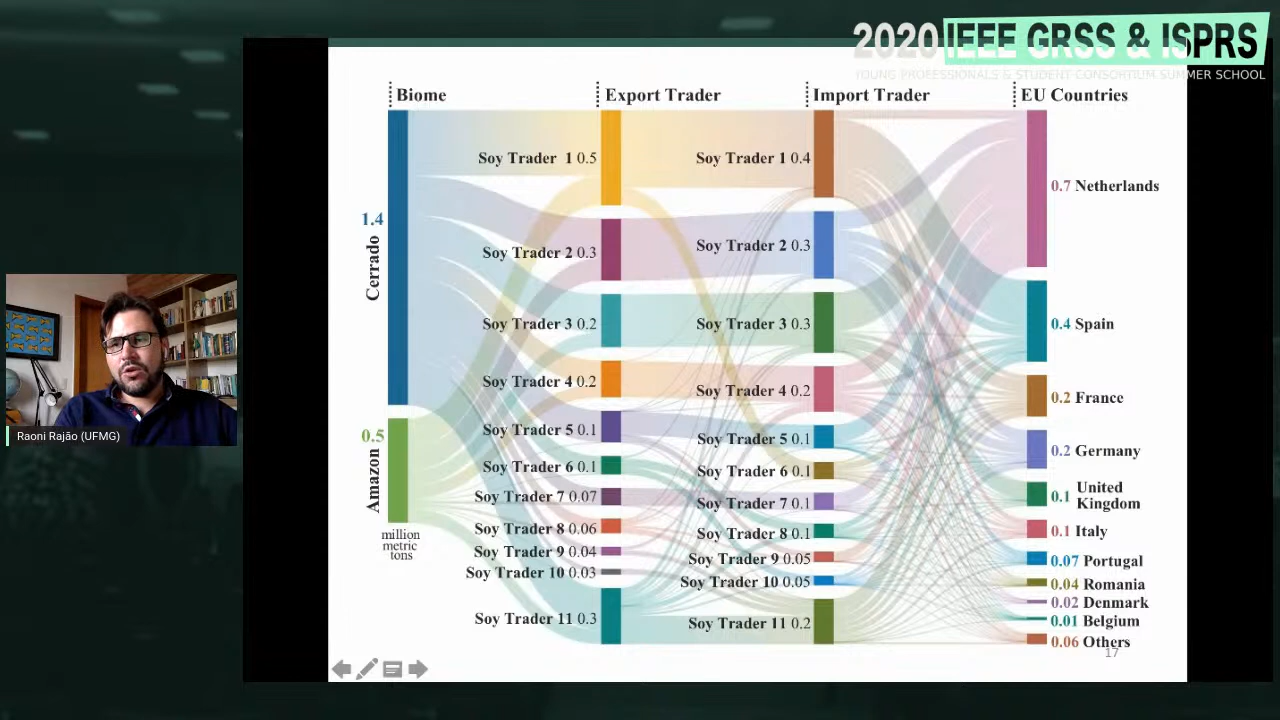 2020 IEEE GRSS & ISPRS
YOUNG PROFESSIONALS & STUDENT CONSORTIUM SUMMER SCHOOL
Biome
Export Trader
Import Trader
EU Countries
1.4
Cerrado
0.5
Amazon
million
metric
tons
Soy Trader 1 0.5
Soy Trader 2 0.3
Soy Trader 3 0.2
Soy Trader 4 0.2
Soy Trader 5 0.1
Soy Trader 6 0.1
Soy Trader 7 0.07
Soy Trader 8 0.06
Soy Trader 9 0.04
Soy Trader 10 0.03
Soy Trader 11 0.3
Soy Trader 1 0.4
Soy Trader 2 0.3
Soy Trader 3 0.3
Soy Trader 4 0.2
Soy Trader 5 0.1
Soy Trader 6 0.1
Soy Trader 7 0.1
Soy Trader 8 0.1
Soy Trader 9 0.05
Soy Trader 10 0.05
Soy Trader 11 0.2
0.7 Netherlands
0.4 Spain
0.2 France
0.2 Germany
0.1 United
Kingdom
0.1 Italy
0.07 Portugal
0.04 Romania
0.02 Denmark
0.01 Belgium
0.06 Others
17
Raoni Rajão (UFMG)